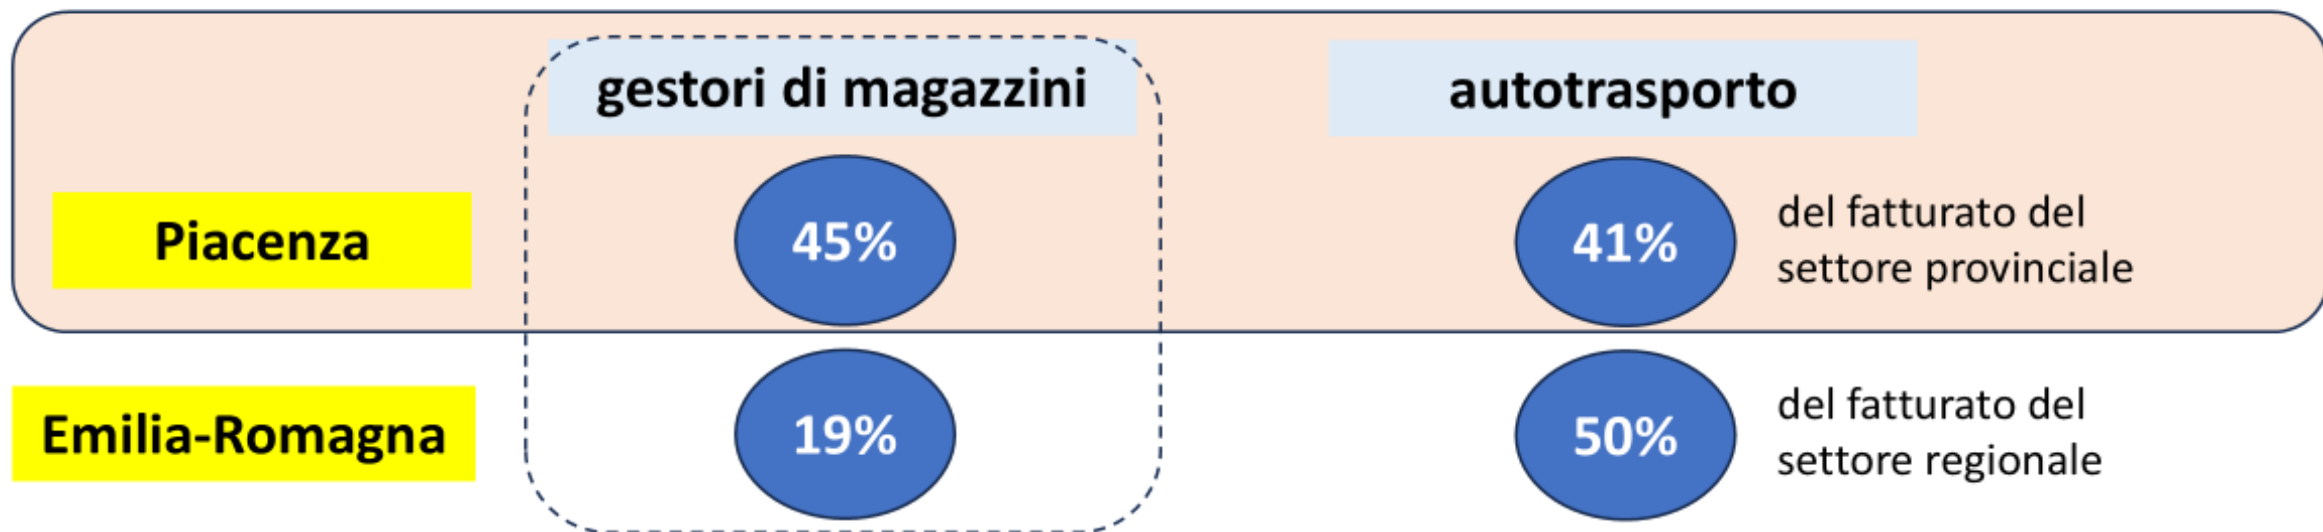 gestori di magazzini
autotrasporto
Piacenza
45%
41%
del fatturato del
settore provinciale
Emilia-Romagna
19%
50%
del fatturato del
settore regionale